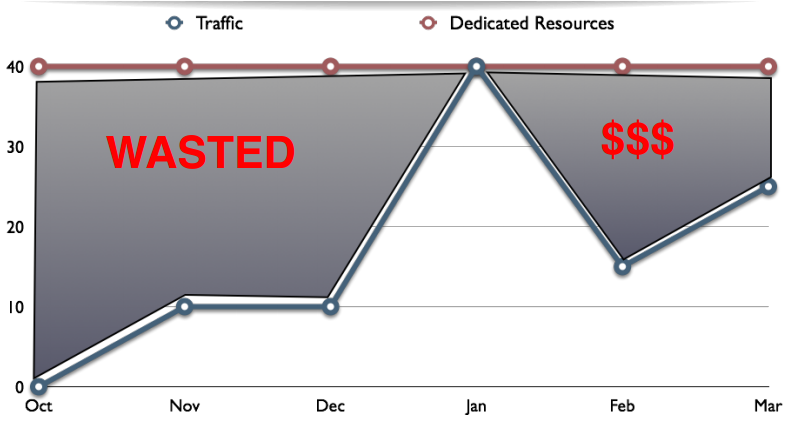 Traffic Dedicated Resources
40
WASTED $$$
30
20
10
0
Oct Nov Dec Jan Feb Mar